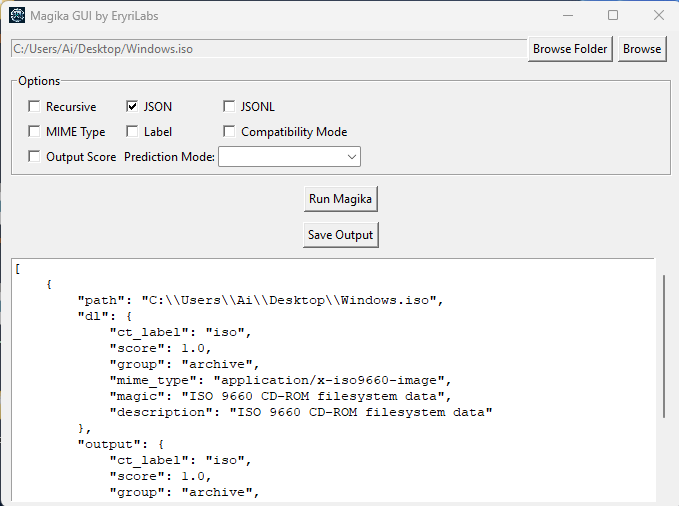 Magika GUI by EryriLabs
C:/Users/Ai/Desktop/Windows.iso Browse Folder Browse
Options
Recursive JSON JSONL
MIME Type Label Compatibility Mode
Output Score Prediction Mode:
Run Magika
Save Output
[
    {
        "path": "C:\\Users\\Ai\\Desktop\\Windows.iso",
        "dl": {
            "ct_label": "iso",
            "score": 1.0,
            "group": "archive",
            "mime_type": "application/x-iso9660-image",
            "magic": "ISO 9660 CD-ROM filesystem data",
            "description": "ISO 9660 CD-ROM filesystem data"
        },
        "output": {
            "ct_label": "iso",
            "score": 1.0,
            "group": "archive",